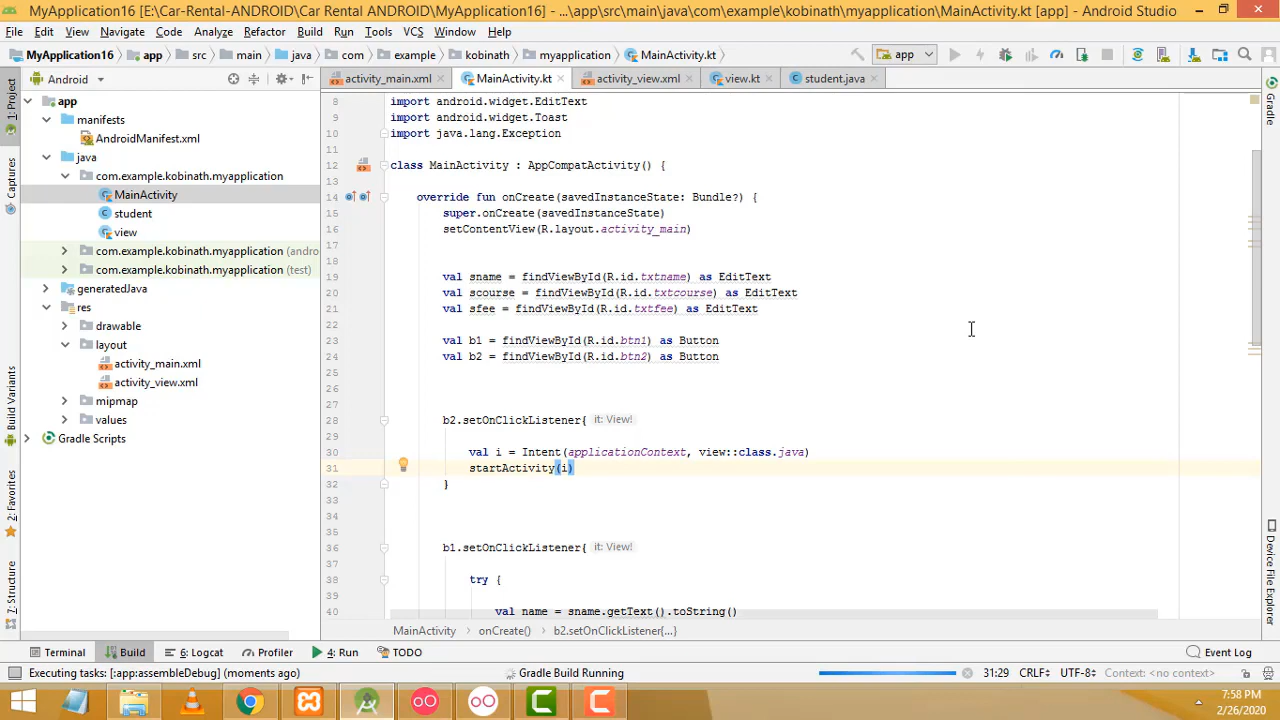 MyApplication16 [E:\Car-Rental-ANDROID\Car Rental ANDROID\MyApplication16] - ...\app\src\main\java\com\example\kobinath\myapplication\MainActivity.kt [app] - Android Studio
File Edit View Navigate Code Analyze Refactor Build Run Tools VCS Window Help
MyApplication16 app src main java com example kobinath myapplication MainActivity.kt app
Android activity_main.xml MainActivity.kt activity_view.xml view.kt student.java
1: Project
Captures
Build Variants
2: Favorites
7: Structure
app
manifests
AndroidManifest.xml
java
com.example.kobinath.myapplication
MainActivity
student
view
com.example.kobinath.myapplication (andro
com.example.kobinath.myapplication (test)
generatedJava
res
drawable
layout
activity_main.xml
activity_view.xml
mipmap
values
Gradle Scripts
8 import android.widget.EditText
9 import android.widget.Toast
10 import java.lang.Exception
11
12 class MainActivity : AppCompatActivity() {
13
14 override fun onCreate(savedInstanceState: Bundle?) {
15 super.onCreate(savedInstanceState)
16 setContentView(R.layout.activity_main)
17
18
19 val sname = findViewById(R.id.txtname) as EditText
20 val scourse = findViewById(R.id.txtcourse) as EditText
21 val sfee = findViewById(R.id.txtfee) as EditText
22
23 val b1 = findViewById(R.id.btn1) as Button
24 val b2 = findViewById(R.id.btn2) as Button
25
26
27
28 b2.setOnClickListener{ it: View!
29
30 val i = Intent(applicationContext, view::class.java)
31 startActivity(i)
32 }
33
34
35
36 b1.setOnClickListener{ it: View!
37
38 try {
39
40 val name = sname.getText().toString()
MainActivity onCreate() b2.setOnClickListener{...}
Gradle
Device File Explorer
Terminal Build 6: Logcat Profiler 4: Run TODO Event Log
Executing tasks: [:app:assembleDebug] (moments ago) Gradle Build Running 31:29 CRLF UTF-8 Context: <no context>
7:58 PM
2/26/2020